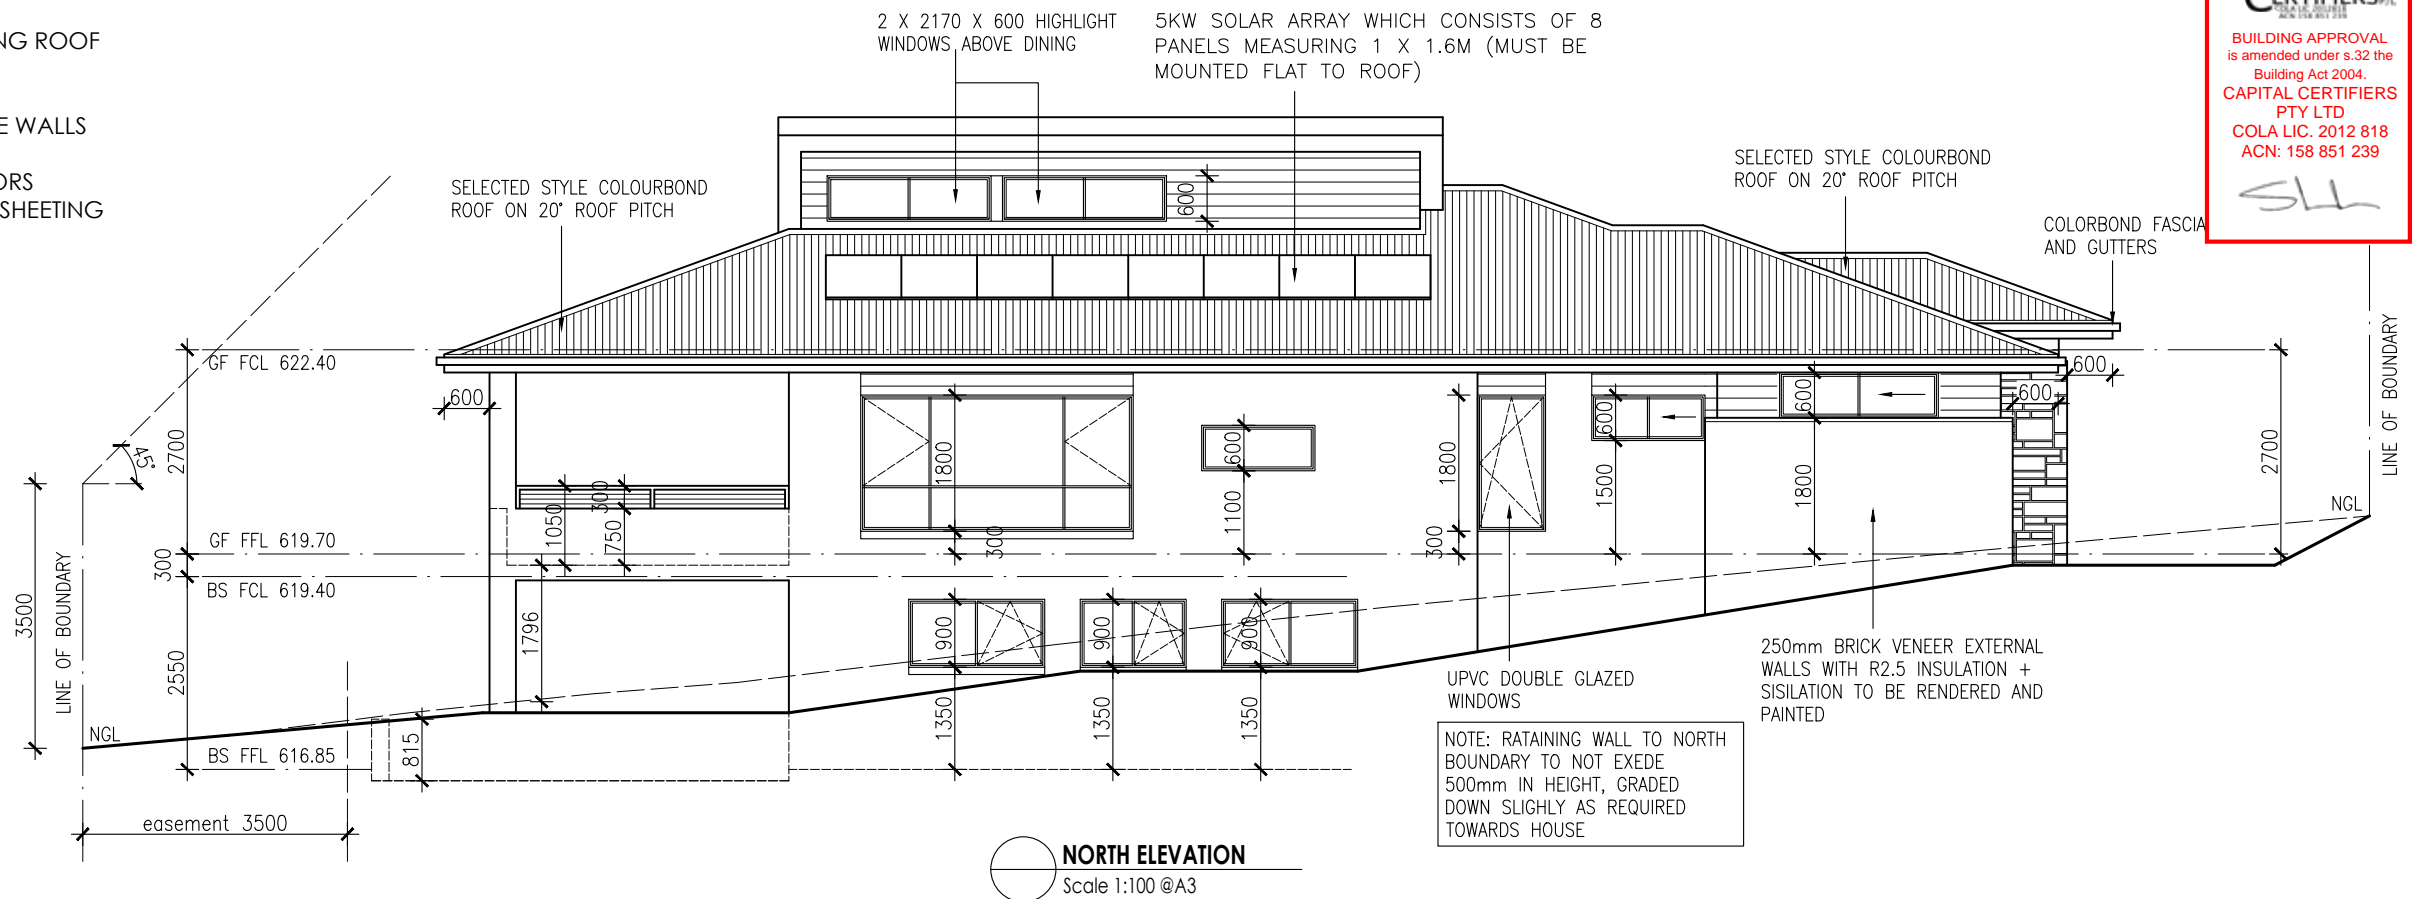 NG ROOF
E WALLS
ORS
SHEETING
2 X 2170 X 600 HIGHLIGHT
WINDOWS ABOVE DINING
5KW SOLAR ARRAY WHICH CONSISTS OF 8
PANELS MEASURING 1 X 1.6M (MUST BE
MOUNTED FLAT TO ROOF)
CERTIFIERS
COLA LIC 2012818
ACN 158 851 239
BUILDING APPROVAL
is amended under s.32 the
Building Act 2004.
CAPITAL CERTIFIERS
PTY LTD
COLA LIC. 2012 818
ACN: 158 851 239
SELECTED STYLE COLOURBOND
ROOF ON 20° ROOF PITCH
SELECTED STYLE COLOURBOND
ROOF ON 20° ROOF PITCH
COLORBOND FASCIA
AND GUTTERS
600
GF FCL 622.40
600
600
600
600
600
600
2700
45°
1800
1800
1500
1800
2700
LINE OF BOUNDARY
1050
300
750
1100
300
300
NGL
GF FFL 619.70
300
BS FCL 619.40
3500
LINE OF BOUNDARY
2550
1796
900
900
900
UPVC DOUBLE GLAZED
WINDOWS
250mm BRICK VENEER EXTERNAL
WALLS WITH R2.5 INSULATION +
SISILATION TO BE RENDERED AND
PAINTED
NGL
BS FFL 616.85
815
1350
1350
1350
NOTE: RATAINING WALL TO NORTH
BOUNDARY TO NOT EXEDE
500mm IN HEIGHT, GRADED
DOWN SLIGHLY AS REQUIRED
TOWARDS HOUSE
easement 3500
NORTH ELEVATION
Scale 1:100 @A3